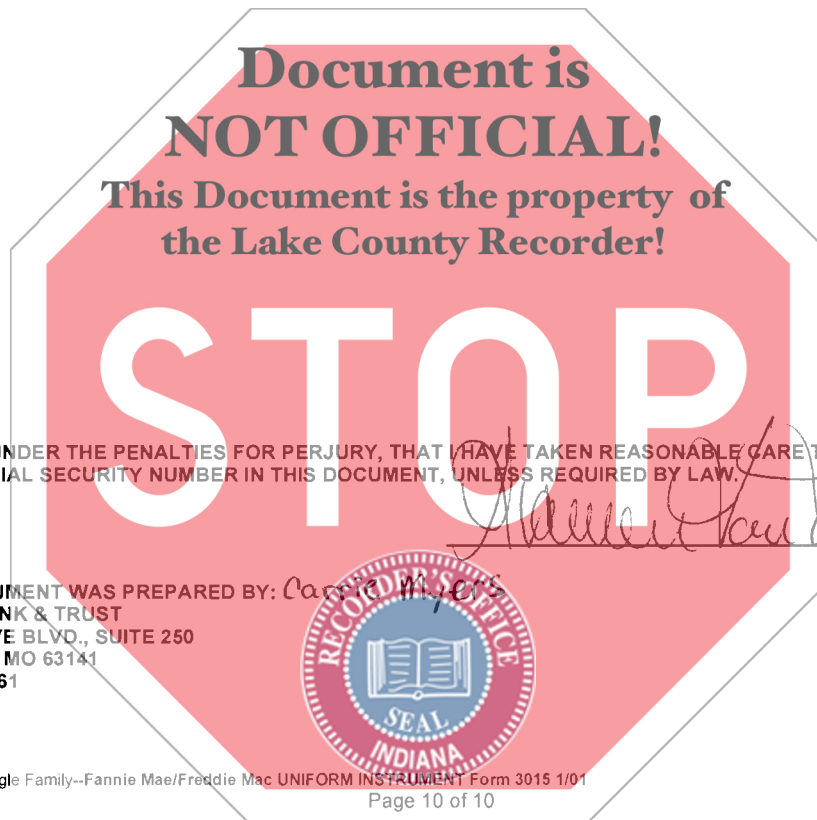 Document is
NOT OFFICIAL!
This Document is the property of
the Lake County Recorder!
STOP
NDER THE PENALTIES FOR PERJURY, THAT I HAVE TAKEN REASONABLE CARE T
IAL SECURITY NUMBER IN THIS DOCUMENT, UNLESS REQUIRED BY LAW.
UMENT WAS PREPARED BY: Carrie Myers
NK & TRUST
E BLVD., SUITE 250
MO 63141
61
RECORDER'S OFFICE
SEAL
INDIANA
gle Family--Fannie Mae/Freddie Mac UNIFORM INSTRUMENT Form 3015 1/01
Page 10 of 10